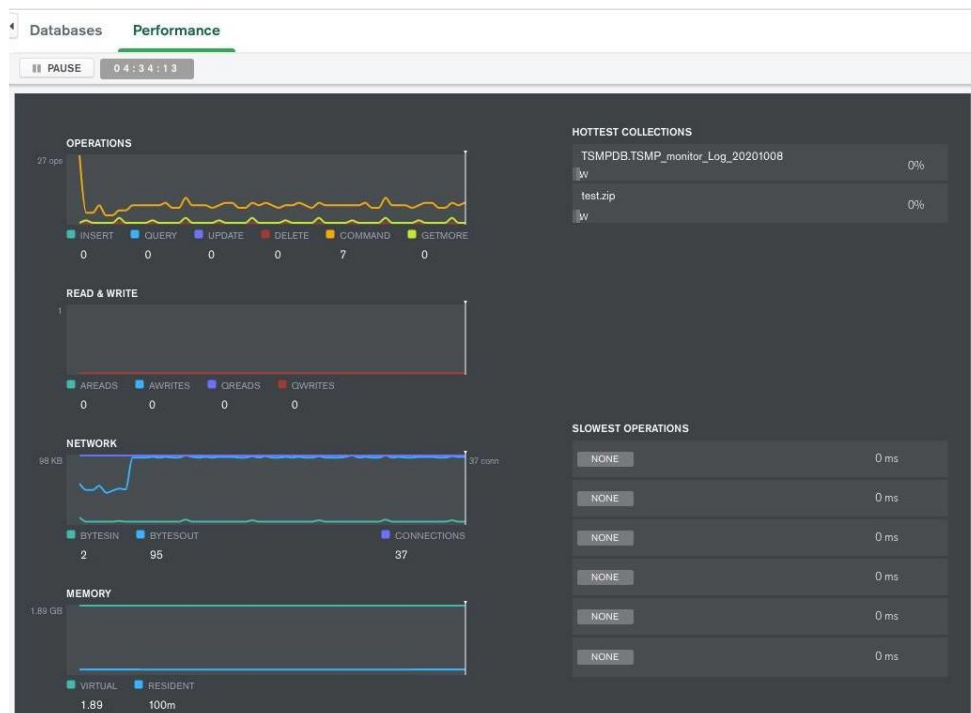 Databases Performance
PAUSE 04:34:13
OPERATIONS
27 ops
INSERT QUERY UPDATE DELETE COMMAND GETMORE
0 0 0 0 7 0
READ & WRITE
1
AREADS AWRITES QREADS QWRITES
0 0 0 0
NETWORK
98 KB 37 conn
BYTESIN BYTESOUT CONNECTIONS
2 95 37
MEMORY
1.89 GB
VIRTUAL RESIDENT
1.89 100m
HOTTEST COLLECTIONS
TSMPDB.TSMP_monitor_Log_20201008 0%
W
test.zip 0%
W
SLOWEST OPERATIONS
NONE 0 ms
NONE 0 ms
NONE 0 ms
NONE 0 ms
NONE 0 ms
NONE 0 ms